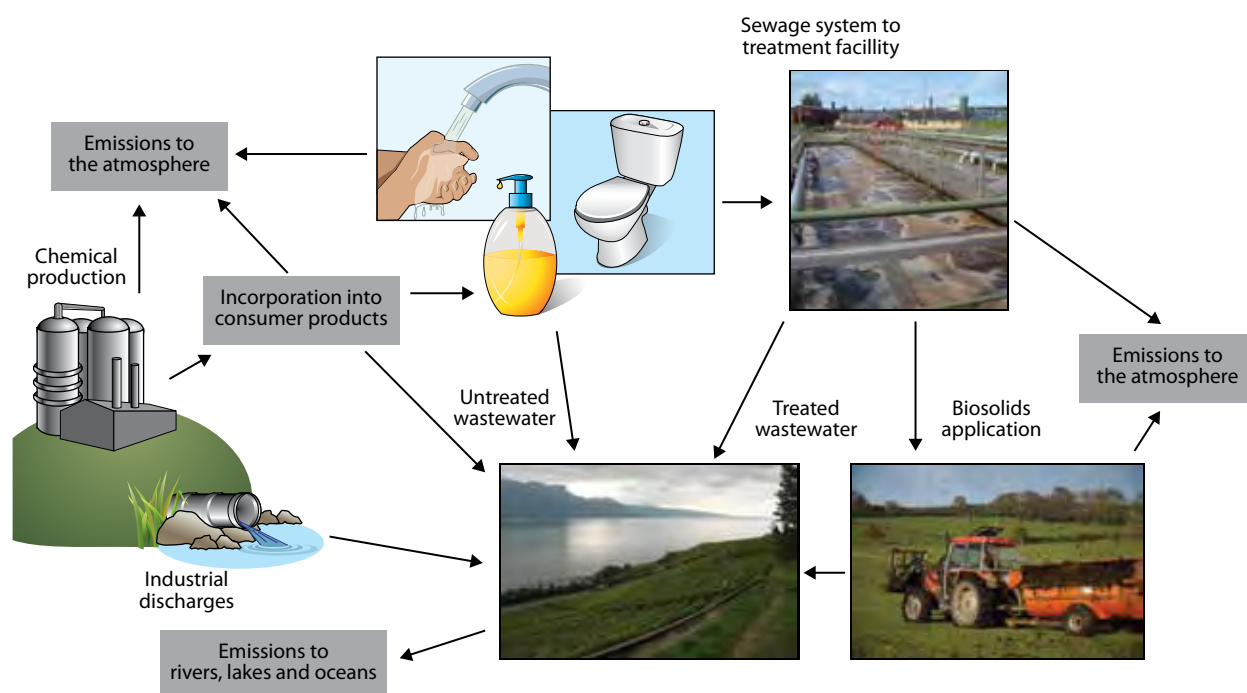 Sewage system to
treatment facillity
Emissions to
the atmosphere
Chemical
production
Incorporation into
consumer products
Emissions to
the atmosphere
Untreated
wastewater
Treated
wastewater
Biosolids
application
Industrial
discharges
Emissions to
rivers, lakes and oceans